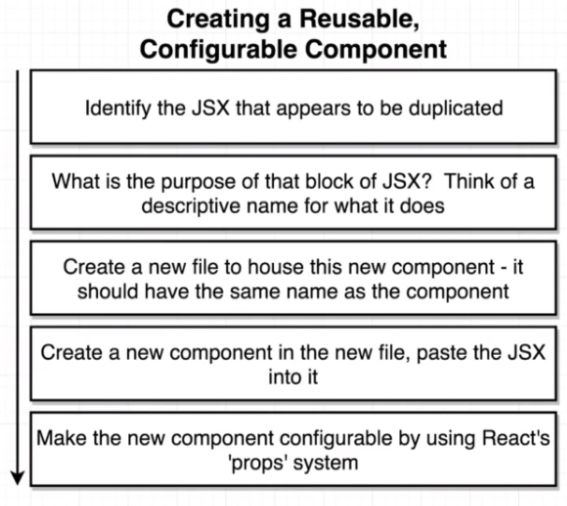 Creating a Reusable,
Configurable Component
Identify the JSX that appears to be duplicated
What is the purpose of that block of JSX?  Think of a
descriptive name for what it does
Create a new file to house this new component - it
should have the same name as the component
Create a new component in the new file, paste the JSX
into it
Make the new component configurable by using React's
'props' system